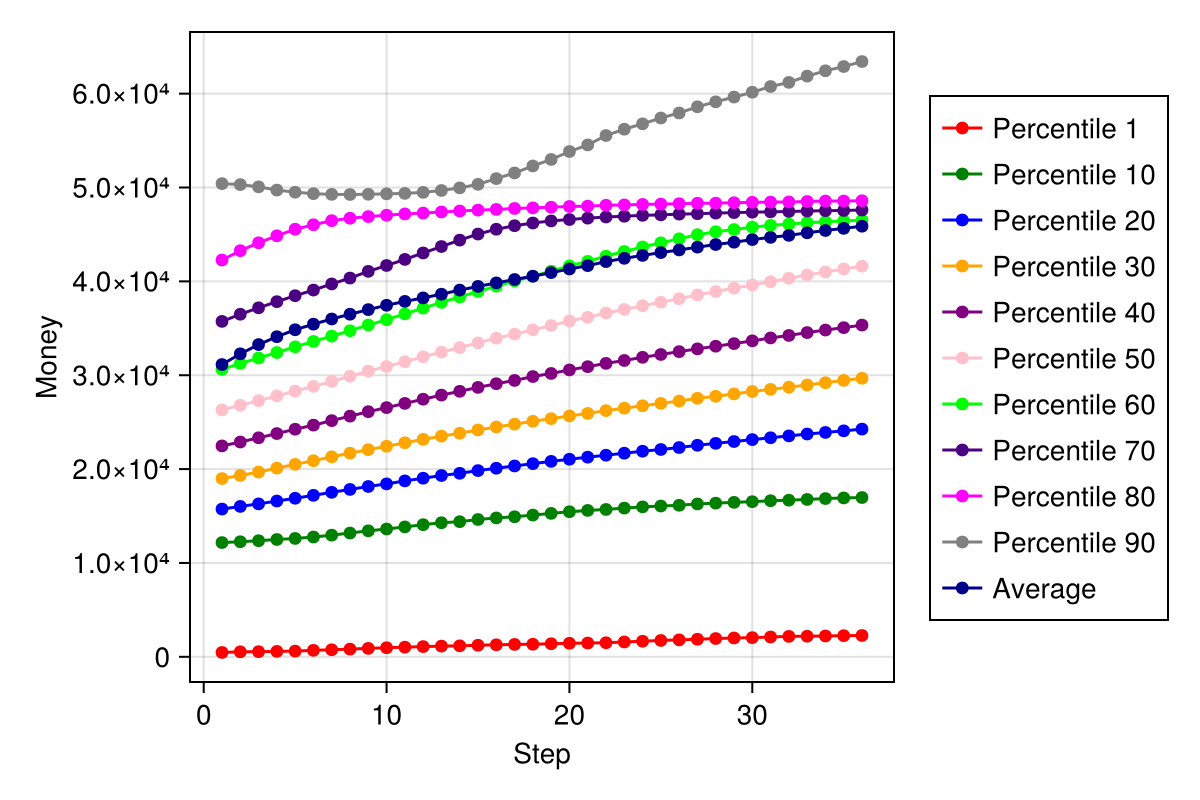 6.0×10⁴
5.0×10⁴
4.0×10⁴
3.0×10⁴
2.0×10⁴
1.0×10⁴
0
Money
0 10 20 30
Step
Percentile 1
Percentile 10
Percentile 20
Percentile 30
Percentile 40
Percentile 50
Percentile 60
Percentile 70
Percentile 80
Percentile 90
Average